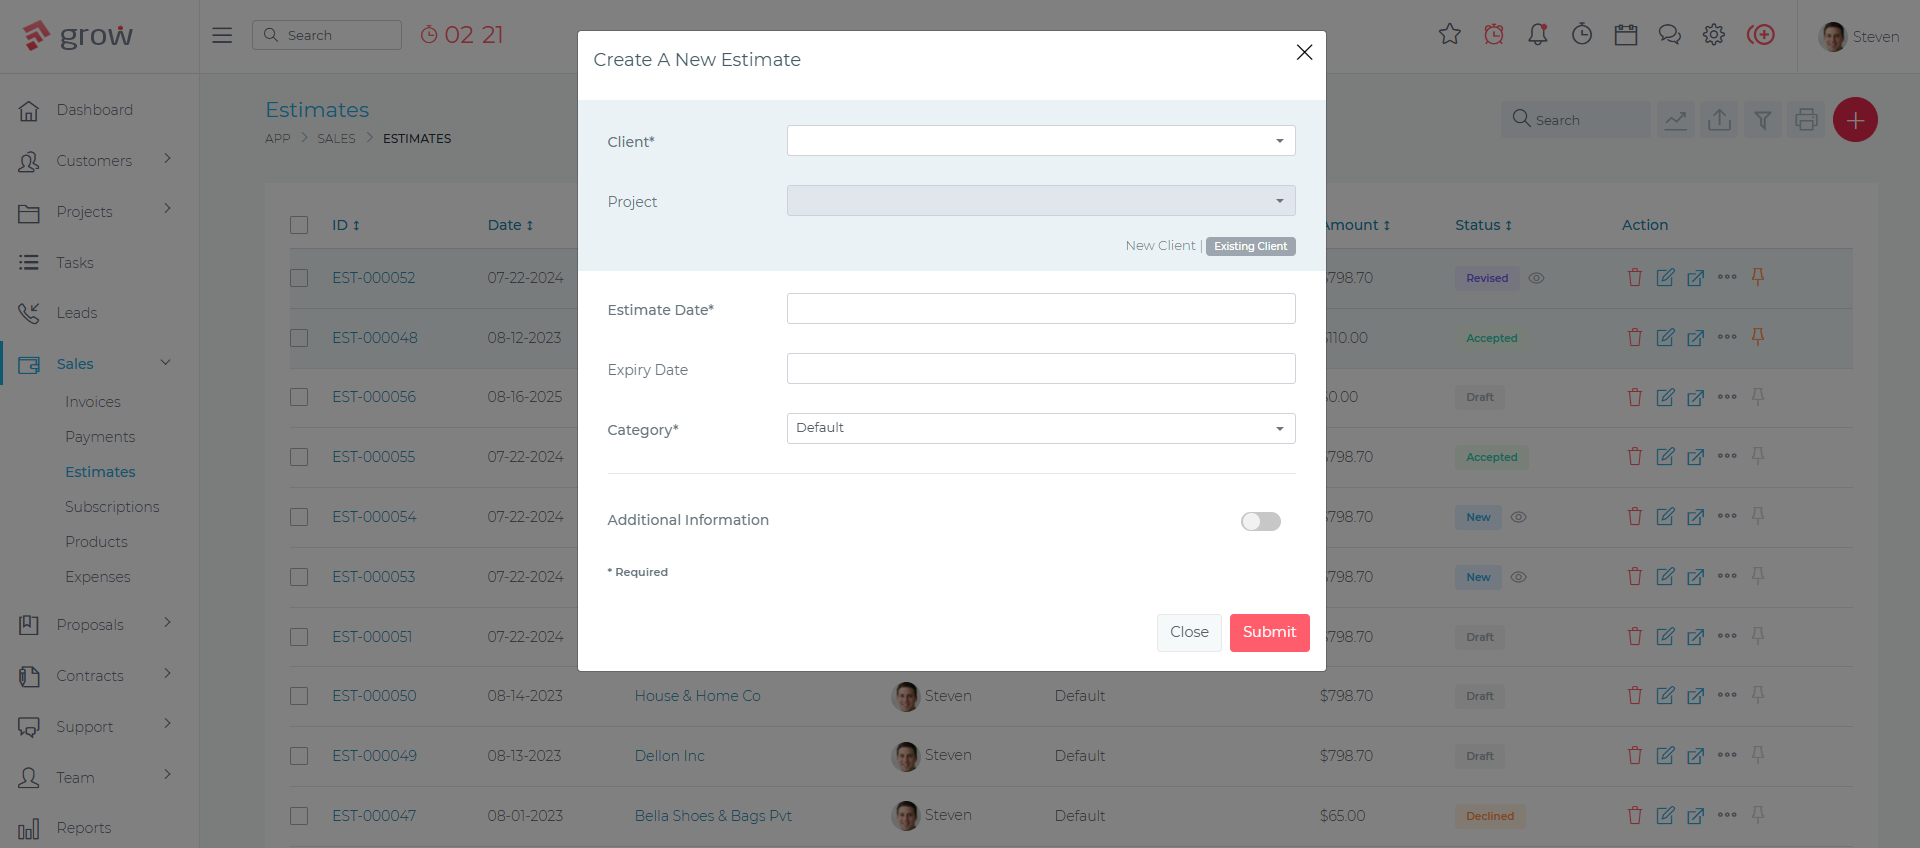 grow
Search
02 21
Steven
Dashboard
Customers
Projects
Tasks
Leads
Sales
Invoices
Payments
Estimates
Subscriptions
Products
Expenses
Proposals
Contracts
Support
Team
Reports
Estimates
APP > SALES > ESTIMATES
Search
ID Date Amount Status Action
EST-000052 07-22-2024 $798.70 Revised
EST-000048 08-12-2023 $110.00 Accepted
EST-000056 08-16-2025 $0.00 Draft
EST-000055 07-22-2024 $798.70 Accepted
EST-000054 07-22-2024 $798.70 New
EST-000053 07-22-2024 $798.70 New
EST-000051 07-22-2024 $798.70 Draft
EST-000050 08-14-2023 House & Home Co Steven Default $798.70 Draft
EST-000049 08-13-2023 Dellon Inc Steven Default $798.70 Draft
EST-000047 08-01-2023 Bella Shoes & Bags Pvt Steven Default $65.00 Declined
Create A New Estimate
Client*
Project
New Client | Existing Client
Estimate Date*
Expiry Date
Category* Default
Additional Information
* Required
Close Submit